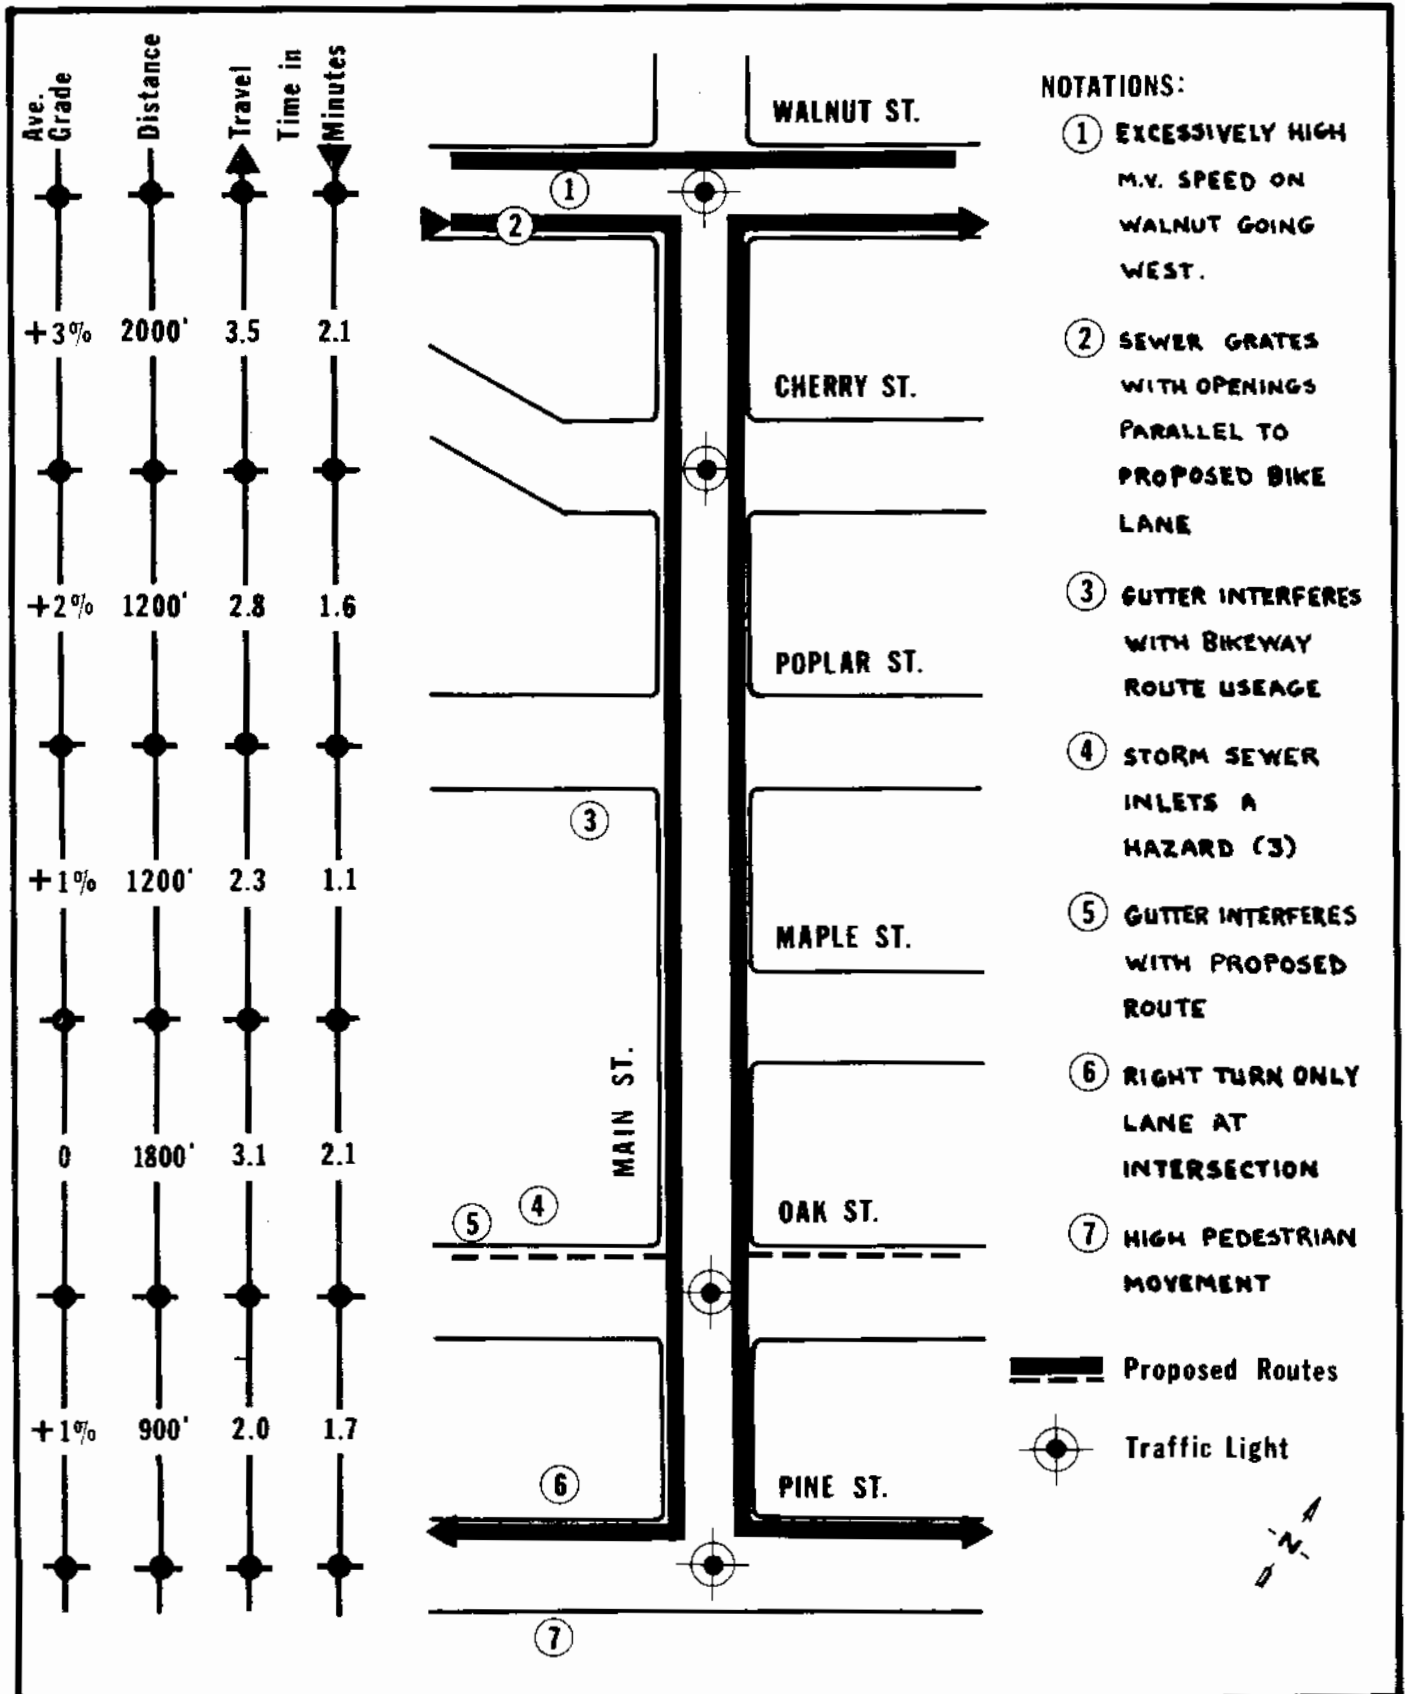 Ave.
Grade
Distance
Travel
Time in
Minutes
+3% 2000' 3.5 2.1
+2% 1200' 2.8 1.6
+1% 1200' 2.3 1.1
0 1800' 3.1 2.1
+1% 900' 2.0 1.7
WALNUT ST.
1
2
CHERRY ST.
POPLAR ST.
3
MAPLE ST.
MAIN ST.
4
5
OAK ST.
6
PINE ST.
7
NOTATIONS:
1 EXCESSIVELY HIGH
M.V. SPEED ON
WALNUT GOING
WEST.
2 SEWER GRATES
WITH OPENINGS
PARALLEL TO
PROPOSED BIKE
LANE
3 GUTTER INTERFERES
WITH BIKEWAY
ROUTE USEAGE
4 STORM SEWER
INLETS A
HAZARD (3)
5 GUTTER INTERFERES
WITH PROPOSED
ROUTE
6 RIGHT TURN ONLY
LANE AT
INTERSECTION
7 HIGH PEDESTRIAN
MOVEMENT
Proposed Routes
Traffic Light
-N-